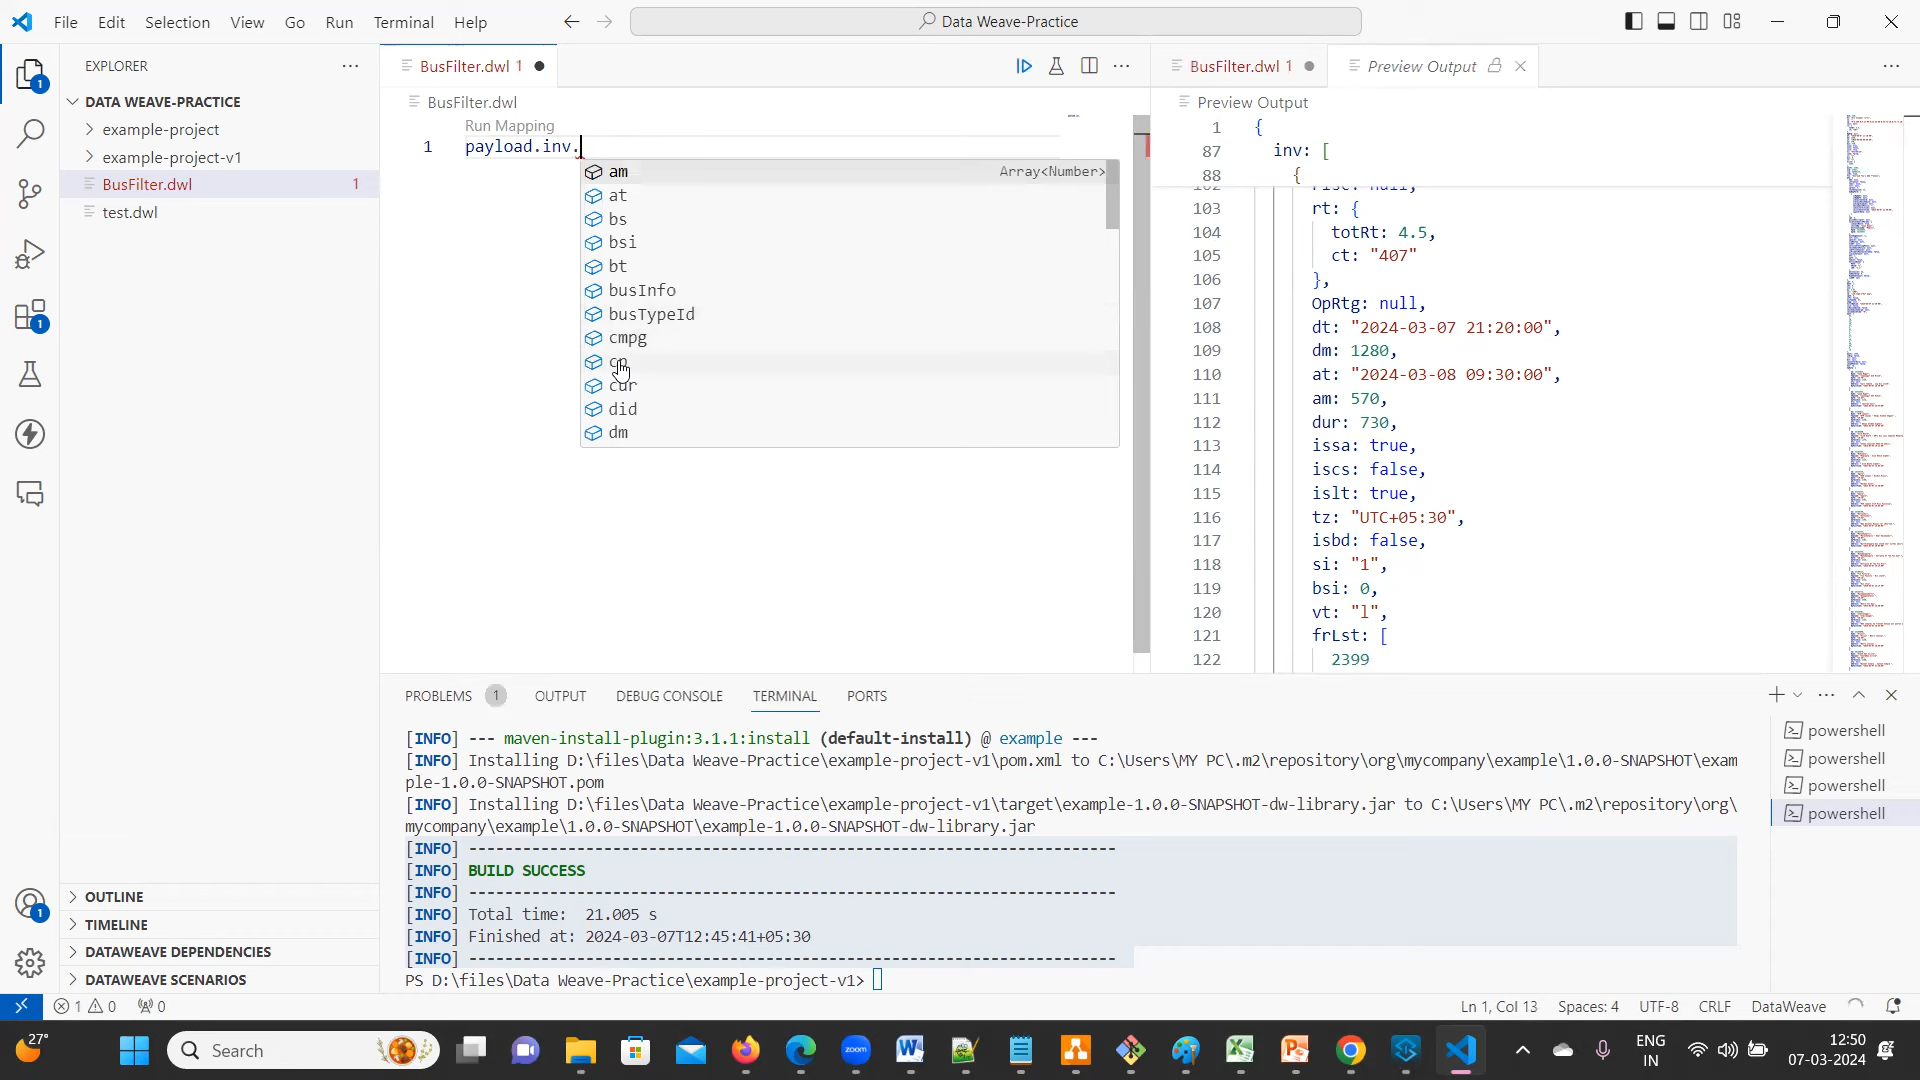 File Edit Selection View Go Run Terminal Help
Data Weave-Practice
EXPLORER
DATA WEAVE-PRACTICE
example-project
example-project-v1
BusFilter.dwl 1
test.dwl
OUTLINE
TIMELINE
DATAWEAVE DEPENDENCIES
DATAWEAVE SCENARIOS
BusFilter.dwl 1
BusFilter.dwl
Run Mapping
1 payload.inv.
am Array<Number>
at
bs
bsi
bt
busInfo
busTypeId
cmpg
cur
did
dm
BusFilter.dwl 1 Preview Output
Preview Output
1 {
87 inv: [
88 {
103 rt: {
104 totRt: 4.5,
105 ct: "407"
106 },
107 OpRtg: null,
108 dt: "2024-03-07 21:20:00",
109 dm: 1280,
110 at: "2024-03-08 09:30:00",
111 am: 570,
112 dur: 730,
113 issa: true,
114 iscs: false,
115 islt: true,
116 tz: "UTC+05:30",
117 isbd: false,
118 si: "1",
119 bsi: 0,
120 vt: "l",
121 frLst: [
122 2399
PROBLEMS 1 OUTPUT DEBUG CONSOLE TERMINAL PORTS
[INFO] --- maven-install-plugin:3.1.1:install (default-install) @ example ---
[INFO] Installing D:\files\Data Weave-Practice\example-project-v1\pom.xml to C:\Users\MY PC\.m2\repository\org\mycompany\example\1.0.0-SNAPSHOT\exam
ple-1.0.0-SNAPSHOT.pom
[INFO] Installing D:\files\Data Weave-Practice\example-project-v1\target\example-1.0.0-SNAPSHOT-dw-library.jar to C:\Users\MY PC\.m2\repository\org\
mycompany\example\1.0.0-SNAPSHOT\example-1.0.0-SNAPSHOT-dw-library.jar
[INFO] ------------------------------------------------------------------------
[INFO] BUILD SUCCESS
[INFO] ------------------------------------------------------------------------
[INFO] Total time:  21.005 s
[INFO] Finished at: 2024-03-07T12:45:41+05:30
[INFO] ------------------------------------------------------------------------
PS D:\files\Data Weave-Practice\example-project-v1>
powershell
powershell
powershell
powershell
1 0 0 Ln 1, Col 13 Spaces: 4 UTF-8 CRLF DataWeave
27°
Search
zoom
ENG
IN
12:50
07-03-2024